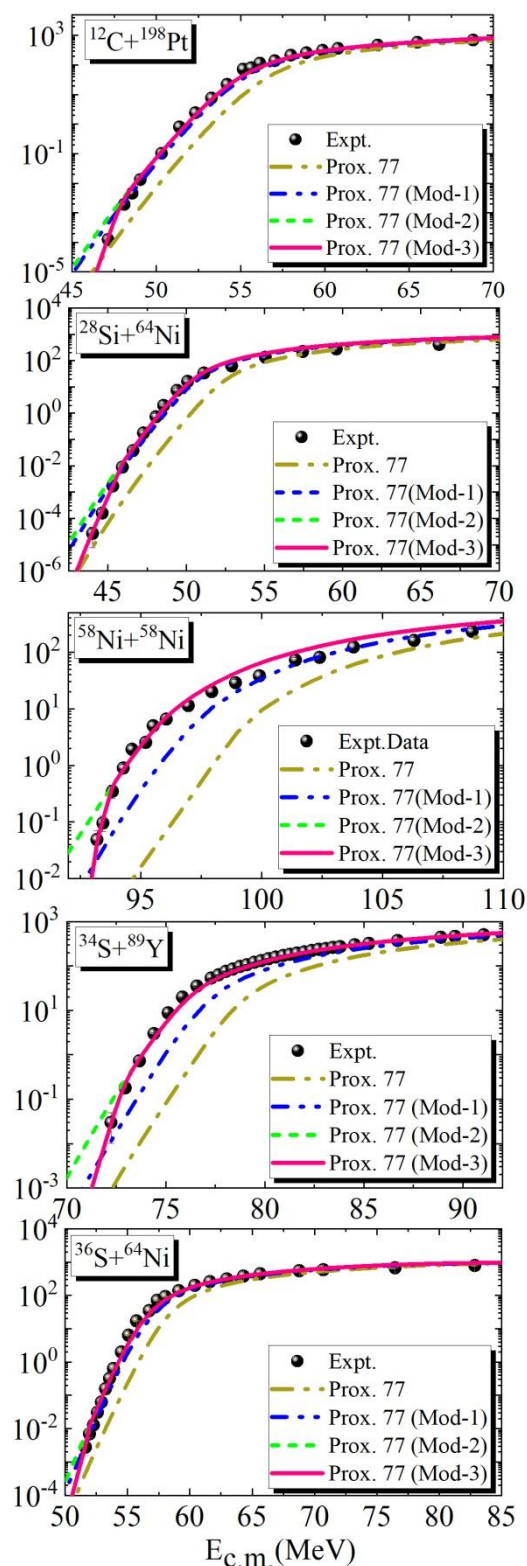 ¹²C+¹⁹⁸Pt
10³
10¹
10⁻¹
10⁻³
10⁻⁵
Expt.
Prox. 77
Prox. 77 (Mod-1)
Prox. 77 (Mod-2)
Prox. 77 (Mod-3)
45 50 55 60 65 70
²⁸Si+⁶⁴Ni
10⁴
10²
10⁰
10⁻²
10⁻⁴
10⁻⁶
Expt.
Prox. 77
Prox. 77(Mod-1)
Prox. 77(Mod-2)
Prox. 77(Mod-3)
45 50 55 60 65 70
⁵⁸Ni+⁵⁸Ni
10²
10¹
10⁰
10⁻¹
10⁻²
Expt.Data
Prox. 77
Prox. 77(Mod-1)
Prox. 77(Mod-2)
Prox. 77(Mod-3)
95 100 105 110
³⁴S+⁸⁹Y
10³
10¹
10⁻¹
10⁻³
Expt.
Prox. 77
Prox. 77 (Mod-1)
Prox. 77 (Mod-2)
Prox. 77 (Mod-3)
70 75 80 85 90
³⁶S+⁶⁴Ni
10⁴
10²
10⁰
10⁻²
10⁻⁴
Expt.
Prox. 77
Prox. 77 (Mod-1)
Prox. 77 (Mod-2)
Prox. 77 (Mod-3)
50 55 60 65 70 75 80 85
E_c.m.(MeV)